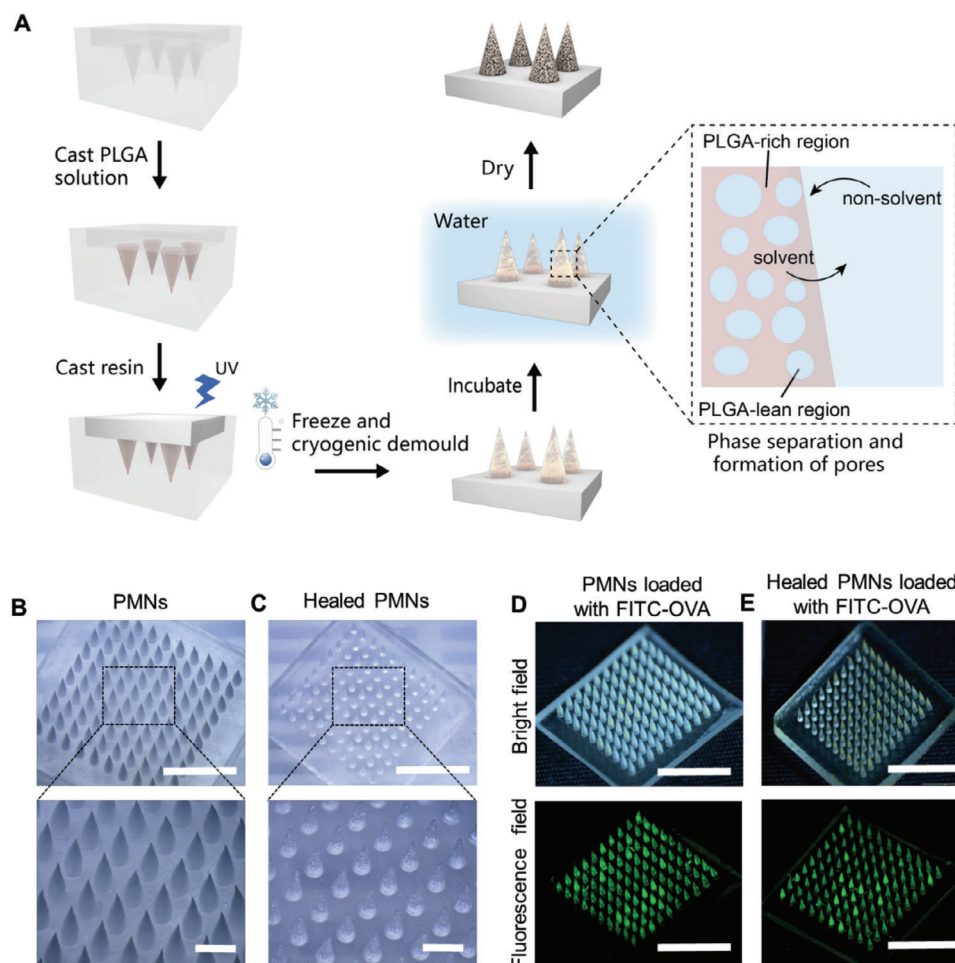 A
Cast PLGA
solution
Cast resin
UV
Freeze and
cryogenic demould
Incubate
Water
Dry
PLGA-rich region
non-solvent
solvent
PLGA-lean region
Phase separation and
formation of pores
B
PMNs
C
Healed PMNs
D
PMNs loaded
with FITC-OVA
E
Healed PMNs loaded
with FITC-OVA
Bright field
Fluorescence field